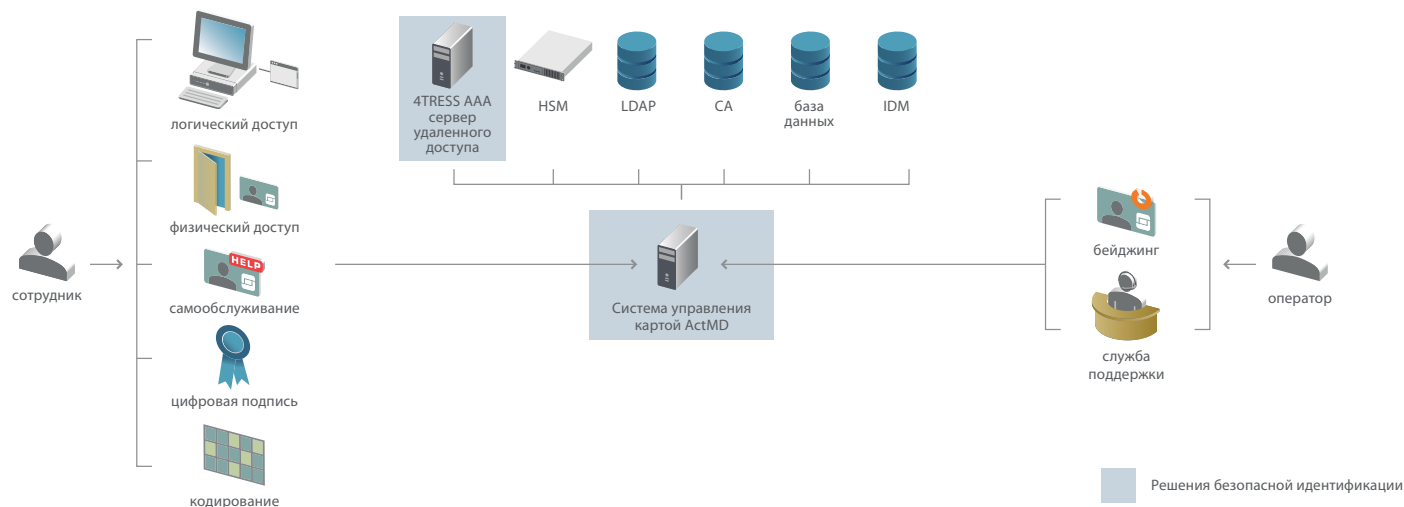 4TRESS AAA
сервер
удаленного
доступа
HSM
LDAP
CA
база
данных
IDM
логический доступ
физический доступ
HELP
самообслуживание
цифровая подпись
кодирование
сотрудник
Система управления
картой ActMD
бейджинг
служба
поддержки
оператор
Решения безопасной идентификации